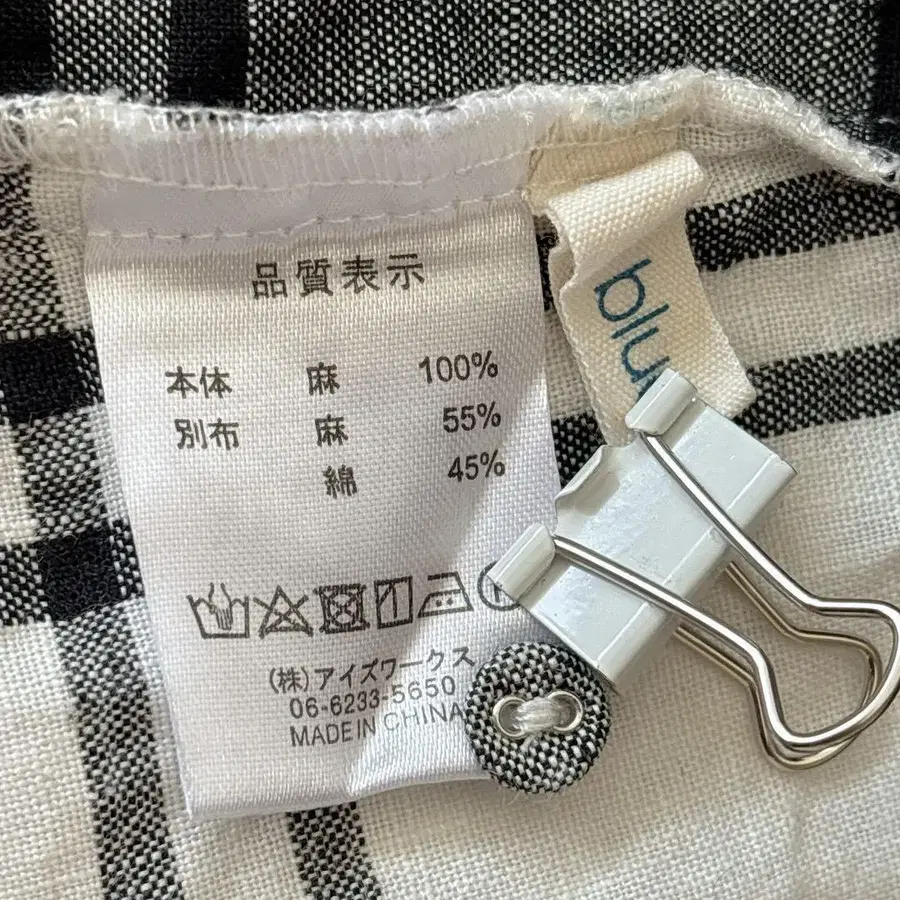 品質表示
本体 麻 100%
別布 麻 55%
綿 45%
(株)アイズワークス
06-6233-5650
MADE IN CHINA